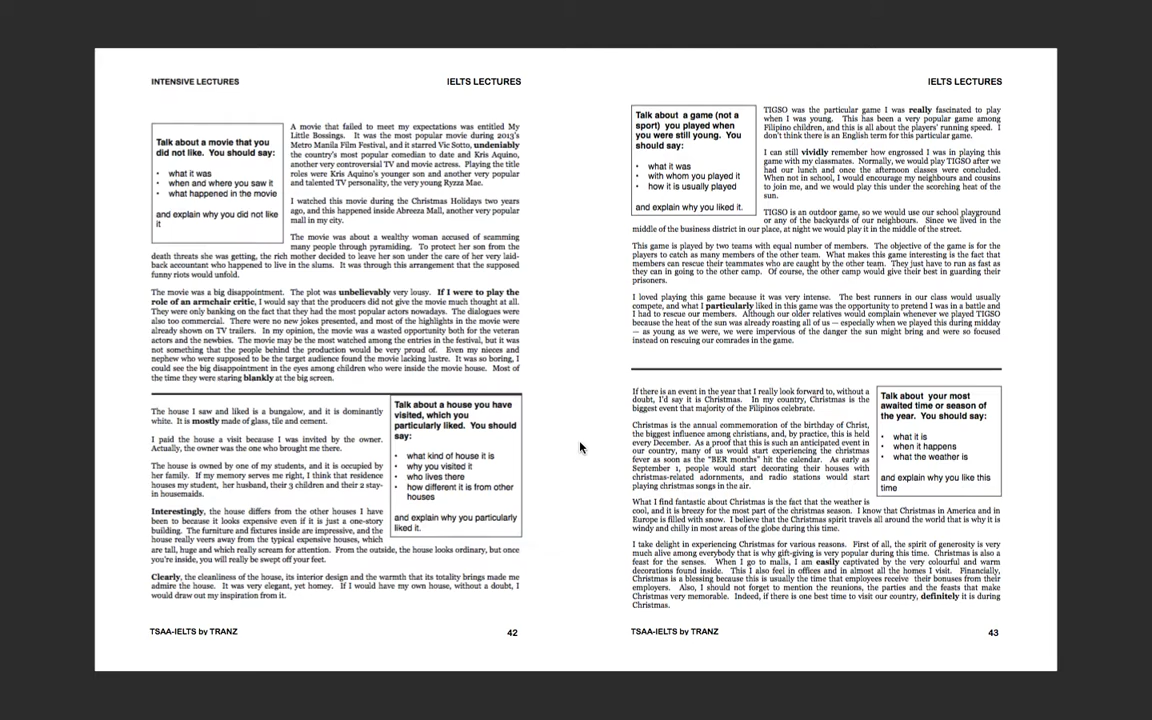 INTENSIVE LECTURES
IELTS LECTURES
Talk about a movie that you
did not like. You should say:
• what it was
• when and where you saw it
• what happened in the movie
and explain why you did not like
it
A movie that failed to meet my expectations was entitled My
Little Bossings. It was the most popular movie during 2013's
Metro Manila Film Festival, and it starred Vic Sotto, undeniably
the country's most popular comedian to date and Kris Aquino,
another very controversial TV and movie actress. Playing the title
roles were Kris Aquino's younger son and another very popular
and talented TV personality, the very young Ryzza Mae.
I watched this movie during the Christmas Holidays two years
ago, and this happened inside Abreeza Mall, another very popular
mall in my city.
The movie was about a wealthy woman accused of scamming
many people through pyramiding. To protect her son from the
death threats she was getting, the rich mother decided to leave her son under the care of her very laid-
back accountant who happened to live in the slums. It was through this arrangement that the supposed
funny riots would unfold.
The movie was a big disappointment. The plot was unbelievably very lousy. If I were to play the
role of an armchair critic, I would say that the producers did not give the movie much thought at all.
They were only banking on the fact that they had the most popular actors nowadays. The dialogues were
also too commercial. There were no new jokes presented, and most of the highlights in the movie were
already shown on TV trailers. In my opinion, the movie was a wasted opportunity both for the veteran
actors and the newbies. The movie may be the most watched among the entries in the festival, but it was
not something that the people behind the production would be very proud of. Even my nieces and
nephew who were supposed to be the target audience found the movie lacking lustre. It was so boring, I
could see the big disappointment in the eyes among children who were inside the movie house. Most of
the time they were staring blankly at the big screen.
The house I saw and liked is a bungalow, and it is dominantly
white. It is mostly made of glass, tile and cement.
I paid the house a visit because I was invited by the owner.
Actually, the owner was the one who brought me there.
The house is owned by one of my students, and it is occupied by
her family. If my memory serves me right, I think that residence
houses my student, her husband, their 3 children and their 2 stay-
in housemaids.
Interestingly, the house differs from the other houses I have
been to because it looks expensive even if it is just a one-story
building. The furniture and fixtures inside are impressive, and the
house really veers away from the typical expensive houses, which
are tall, huge and which really scream for attention. From the outside, the house looks ordinary, but once
you're inside, you will really be swept off your feet.
Clearly, the cleanliness of the house, its interior design and the warmth that its totality brings made me
admire the house. It was very elegant, yet homey. If I would have my own house, without a doubt, I
would draw out my inspiration from it.
Talk about a house you have
visited, which you
particularly liked. You should
say:
• what kind of house it is
• why you visited it
• who lives there
• how different it is from other
houses
and explain why you particularly
liked it.
TSAA-IELTS by TRANZ
42
IELTS LECTURES
Talk about a game (not a
sport) you played when
you were still young. You
should say:
• what it was
• with whom you played it
• how it is usually played
and explain why you liked it.
TIGSO was the particular game I was really fascinated to play
when I was young. This has been a very popular game among
Filipino children, and this is all about the players' running speed. I
don't think there is an English term for this particular game.
I can still vividly remember how engrossed I was in playing this
game with my classmates. Normally, we would play TIGSO after we
had our lunch and once the afternoon classes were concluded.
When not in school, I would encourage my neighbours and cousins
to join me, and we would play this under the scorching heat of the
sun.
TIGSO is an outdoor game, so we would use our school playground
or any of the backyards of our neighbours. Since we lived in the
middle of the business district in our place, at night we would play it in the middle of the street.
This game is played by two teams with equal number of members. The objective of the game is for the
players to catch as many members of the other team. What makes this game interesting is the fact that
members can rescue their teammates who are caught by the other team. They just have to run as fast as
they can in going to the other camp. Of course, the other camp would give their best in guarding their
prisoners.
I loved playing this game because it was very intense. The best runners in our class would usually
compete, and what I particularly liked in this game was the opportunity to pretend I was in a battle and
I had to rescue our members. Although our older relatives would complain whenever we played TIGSO
because the heat of the sun was already roasting all of us — especially when we played this during midday
— as young as we were, we were impervious of the danger the sun might bring and were so focused
instead on rescuing our comrades in the game.
If there is an event in the year that I really look forward to, without a
doubt, I'd say it is Christmas. In my country, Christmas is the
biggest event that majority of the Filipinos celebrate.
Christmas is the annual commemoration of the birthday of Christ,
the biggest influence among christians, and, by practice, this is held
every December. As a proof that this is such an anticipated event in
our country, many of us would start experiencing the christmas
fever as soon as the "BER months" hit the calendar. As early as
September 1, people would start decorating their houses with
christmas-related adornments, and radio stations would start
playing christmas songs in the air.
What I find fantastic about Christmas is the fact that the weather is
cool, and it is breezy for the most part of the christmas season. I know that Christmas in America and in
Europe is filled with snow. I believe that the Christmas spirit travels all around the world that is why it is
windy and chilly in most areas of the globe during this time.
I take delight in experiencing Christmas for various reasons. First of all, the spirit of generosity is very
much alive among everybody that is why gift-giving is very popular during this time. Christmas is also a
feast for the senses. When I go to malls, I am easily captivated by the very colourful and warm
decorations found inside. This I also feel in offices and in almost all the homes I visit. Financially,
Christmas is a blessing because this is usually the time that employees receive their bonuses from their
employers. Also, I should not forget to mention the reunions, the parties and the feasts that make
Christmas very memorable. Indeed, if there is one best time to visit our country, definitely it is during
Christmas.
Talk about your most
awaited time or season of
the year. You should say:
• what it is
• when it happens
• what the weather is
and explain why you like this
time
TSAA-IELTS by TRANZ
43